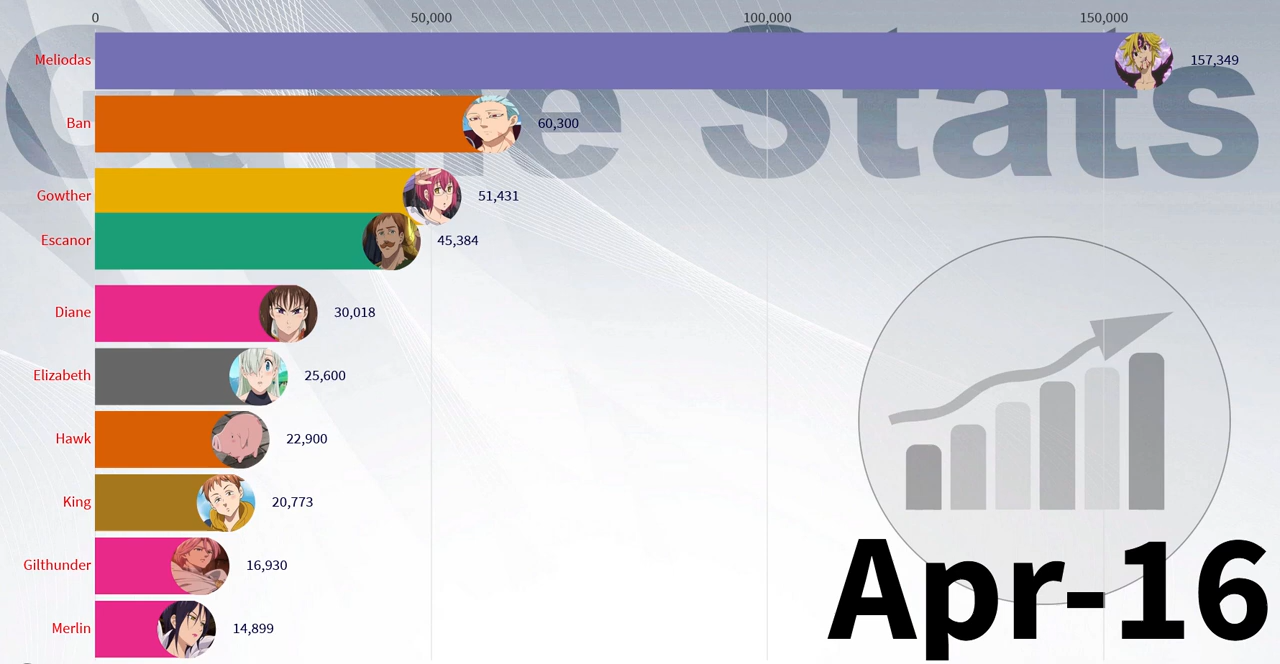 0 50,000 100,000 150,000
Game Stats
Meliodas 157,349
Ban 60,300
Gowther 51,431
Escanor 45,384
Diane 30,018
Elizabeth 25,600
Hawk 22,900
King 20,773
Gilthunder 16,930
Merlin 14,899
Apr-16